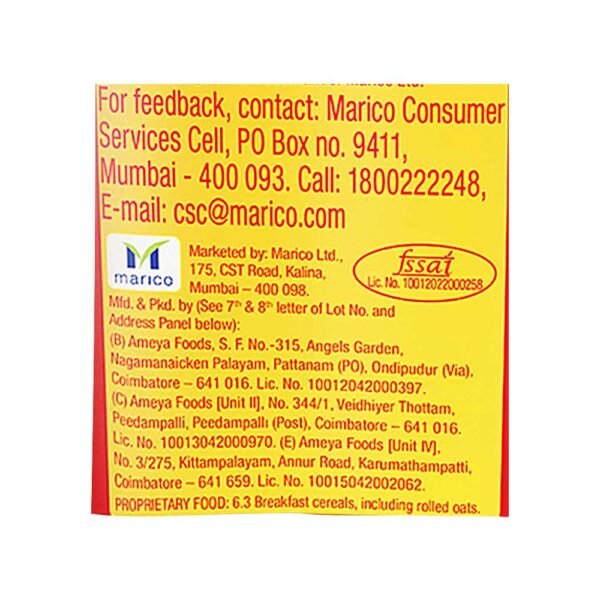 Marico Ltd.
For feedback, contact: Marico Consumer
Services Cell, PO Box no. 9411,
Mumbai - 400 093. Call: 1800222248,
E-mail: csc@marico.com
marico
Marketed by: Marico Ltd.,
175, CST Road, Kalina,
Mumbai – 400 098.
fssai
Lic. No. 10012022000258
Mfd. & Pkd. by (See 7th & 8th letter of Lot No. and
Address Panel below):
(B) Ameya Foods, S. F. No.-315, Angels Garden,
Nagamanaicken Palayam, Pattanam (PO), Ondipudur (Via),
Coimbatore – 641 016. Lic. No. 10012042000397.
(C) Ameya Foods [Unit II], No. 344/1, Veidhiyer Thottam,
Peedampalli, Peedampalli (Post), Coimbatore – 641 016.
Lic. No. 10013042000970. (E) Ameya Foods [Unit IV],
No. 3/275, Kittampalayam, Annur Road, Karumathampatti,
Coimbatore – 641 659. Lic. No. 10015042002062.
PROPRIETARY FOOD: 6.3 Breakfast cereals, including rolled oats.